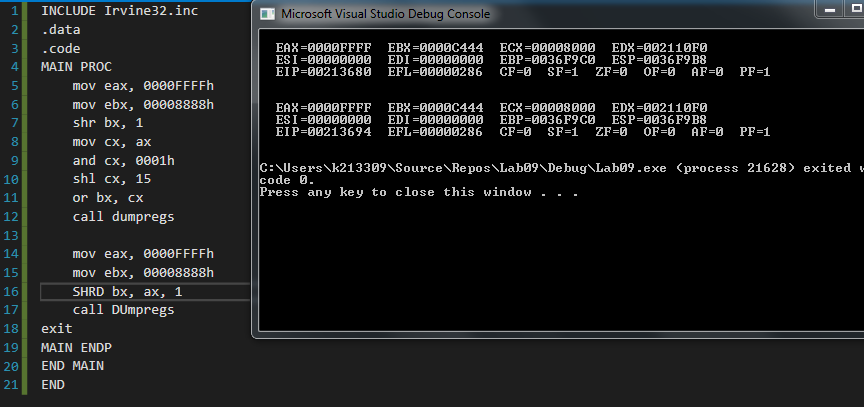 1 INCLUDE Irvine32.inc
2 .data
3 .code
4 MAIN PROC
5 mov eax, 0000FFFFh
6 mov ebx, 00008888h
7 shr bx, 1
8 mov cx, ax
9 and cx, 0001h
10 shl cx, 15
11 or bx, cx
12 call dumpregs
13
14 mov eax, 0000FFFFh
15 mov ebx, 00008888h
16 SHRD bx, ax, 1
17 call DUmpregs
18 exit
19 MAIN ENDP
20 END MAIN
21 END
Microsoft Visual Studio Debug Console
EAX=0000FFFF EBX=0000C444 ECX=00008000 EDX=002110F0
ESI=00000000 EDI=00000000 EBP=0036F9C0 ESP=0036F9B8
EIP=00213680 EFL=00000286 CF=0 SF=1 ZF=0 OF=0 AF=0 PF=1
EAX=0000FFFF EBX=0000C444 ECX=00008000 EDX=002110F0
ESI=00000000 EDI=00000000 EBP=0036F9C0 ESP=0036F9B8
EIP=00213694 EFL=00000286 CF=0 SF=1 ZF=0 OF=0 AF=0 PF=1
C:\Users\k213309\Source\Repos\Lab09\Debug\Lab09.exe (process 21628) exited w
code 0.
Press any key to close this window . . .